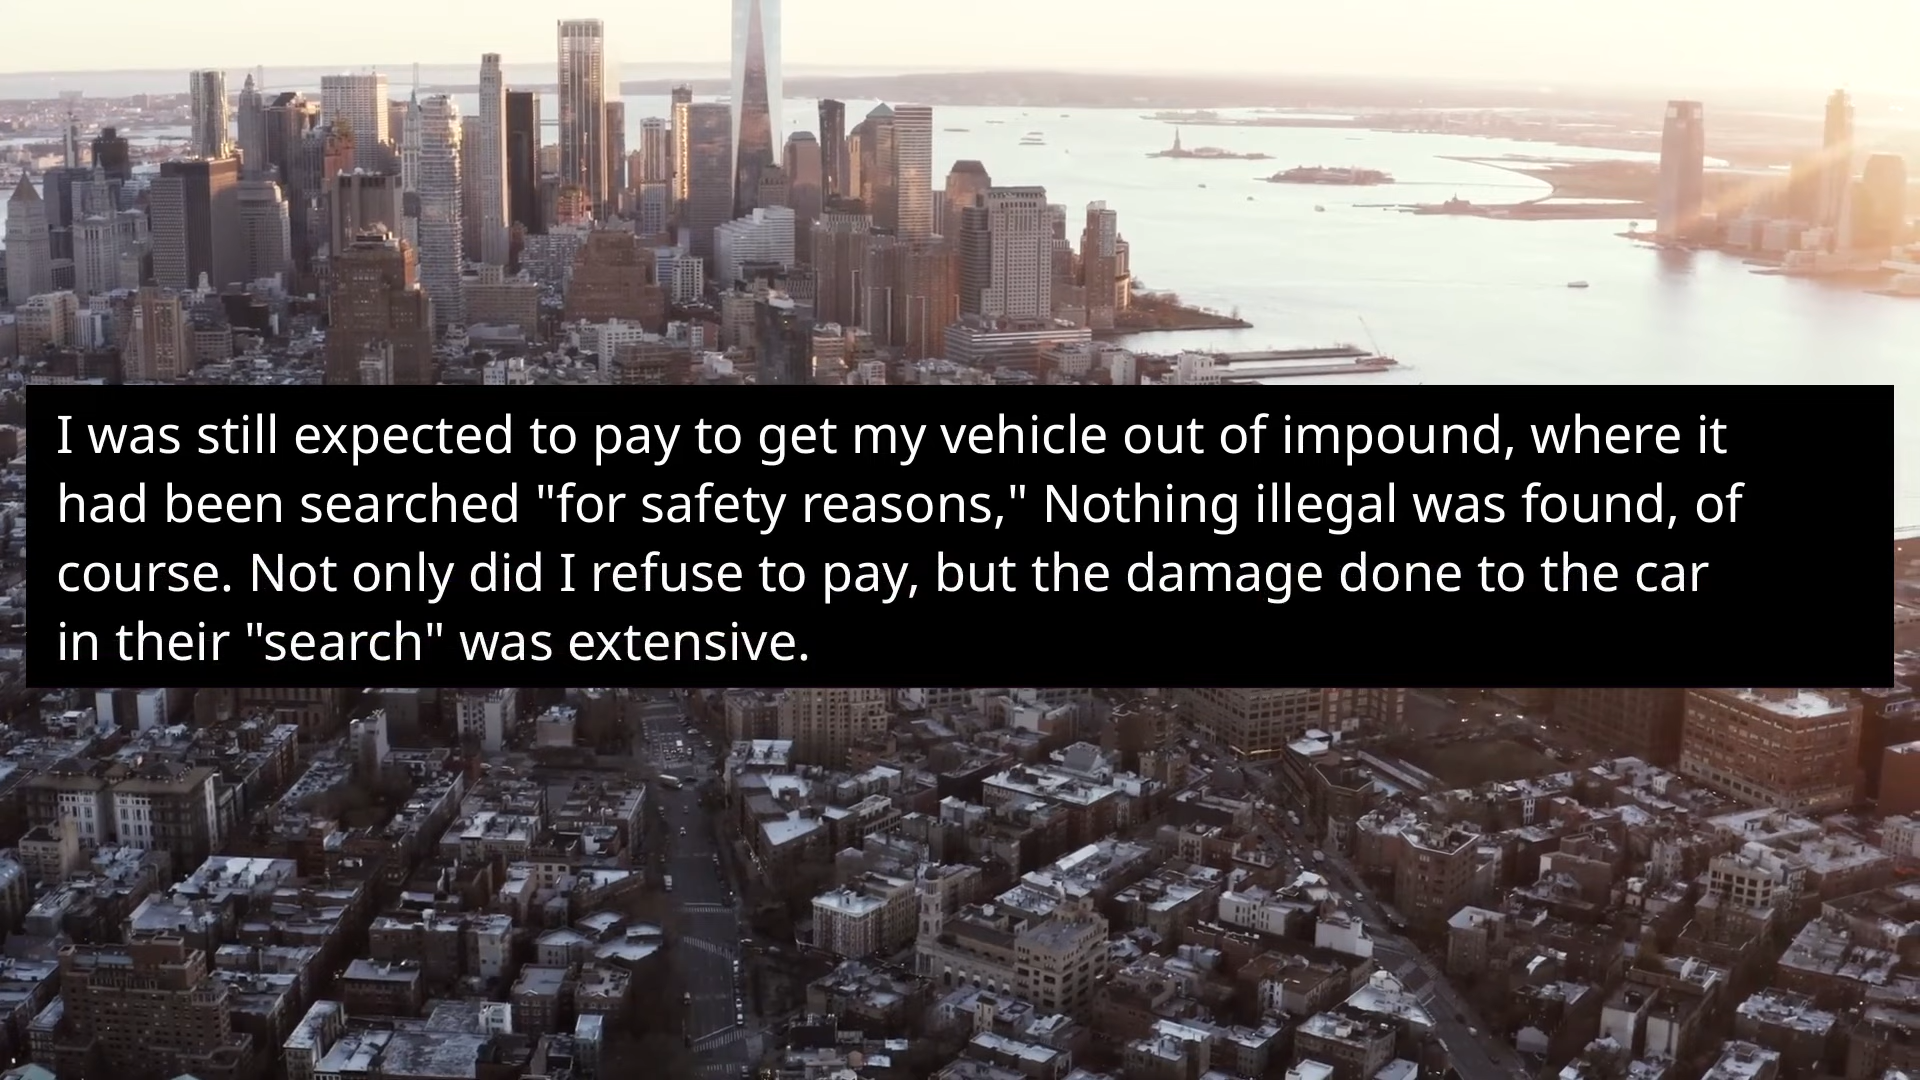 I was still expected to pay to get my vehicle out of impound, where it
had been searched "for safety reasons," Nothing illegal was found, of
course. Not only did I refuse to pay, but the damage done to the car
in their "search" was extensive.